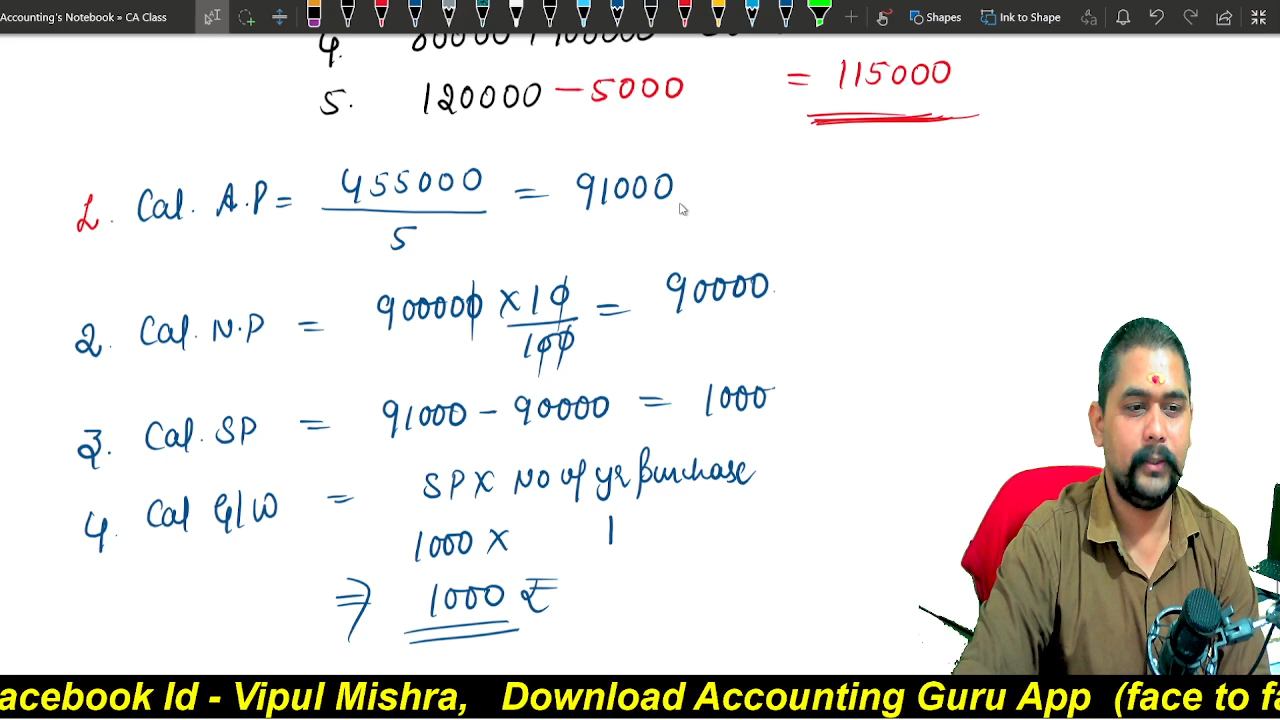 Accounting's Notebook » CA Class
Shapes
Ink to Shape
4.
5. 120000 - 5000 = 115000
1. Cal. A.P = 455000 / 5 = 91000
2. Cal. N.P = 900000 × 10 / 100 = 90000
3. Cal. SP = 91000 - 90000 = 1000
4. Cal G/W = SP X No of yr purchase
1000 × 1
⇒ 1000 ₹
acebook Id - Vipul Mishra, Download Accounting Guru App (face to fa